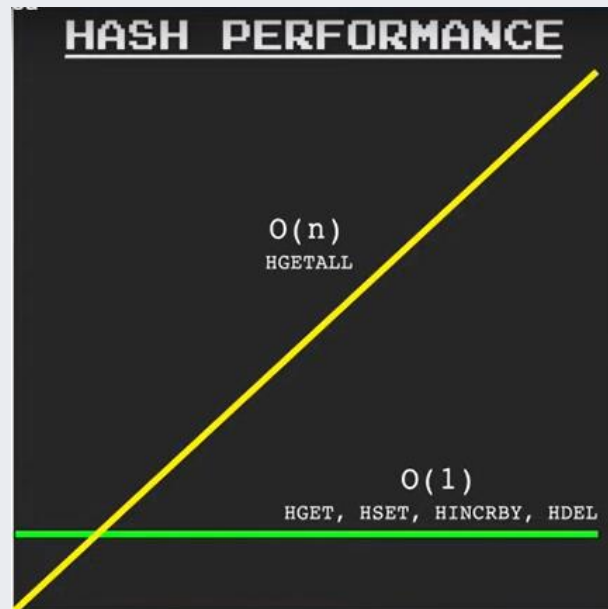 HASH PERFORMANCE
O(n)
HGETALL
O(1)
HGET, HSET, HINCRBY, HDEL